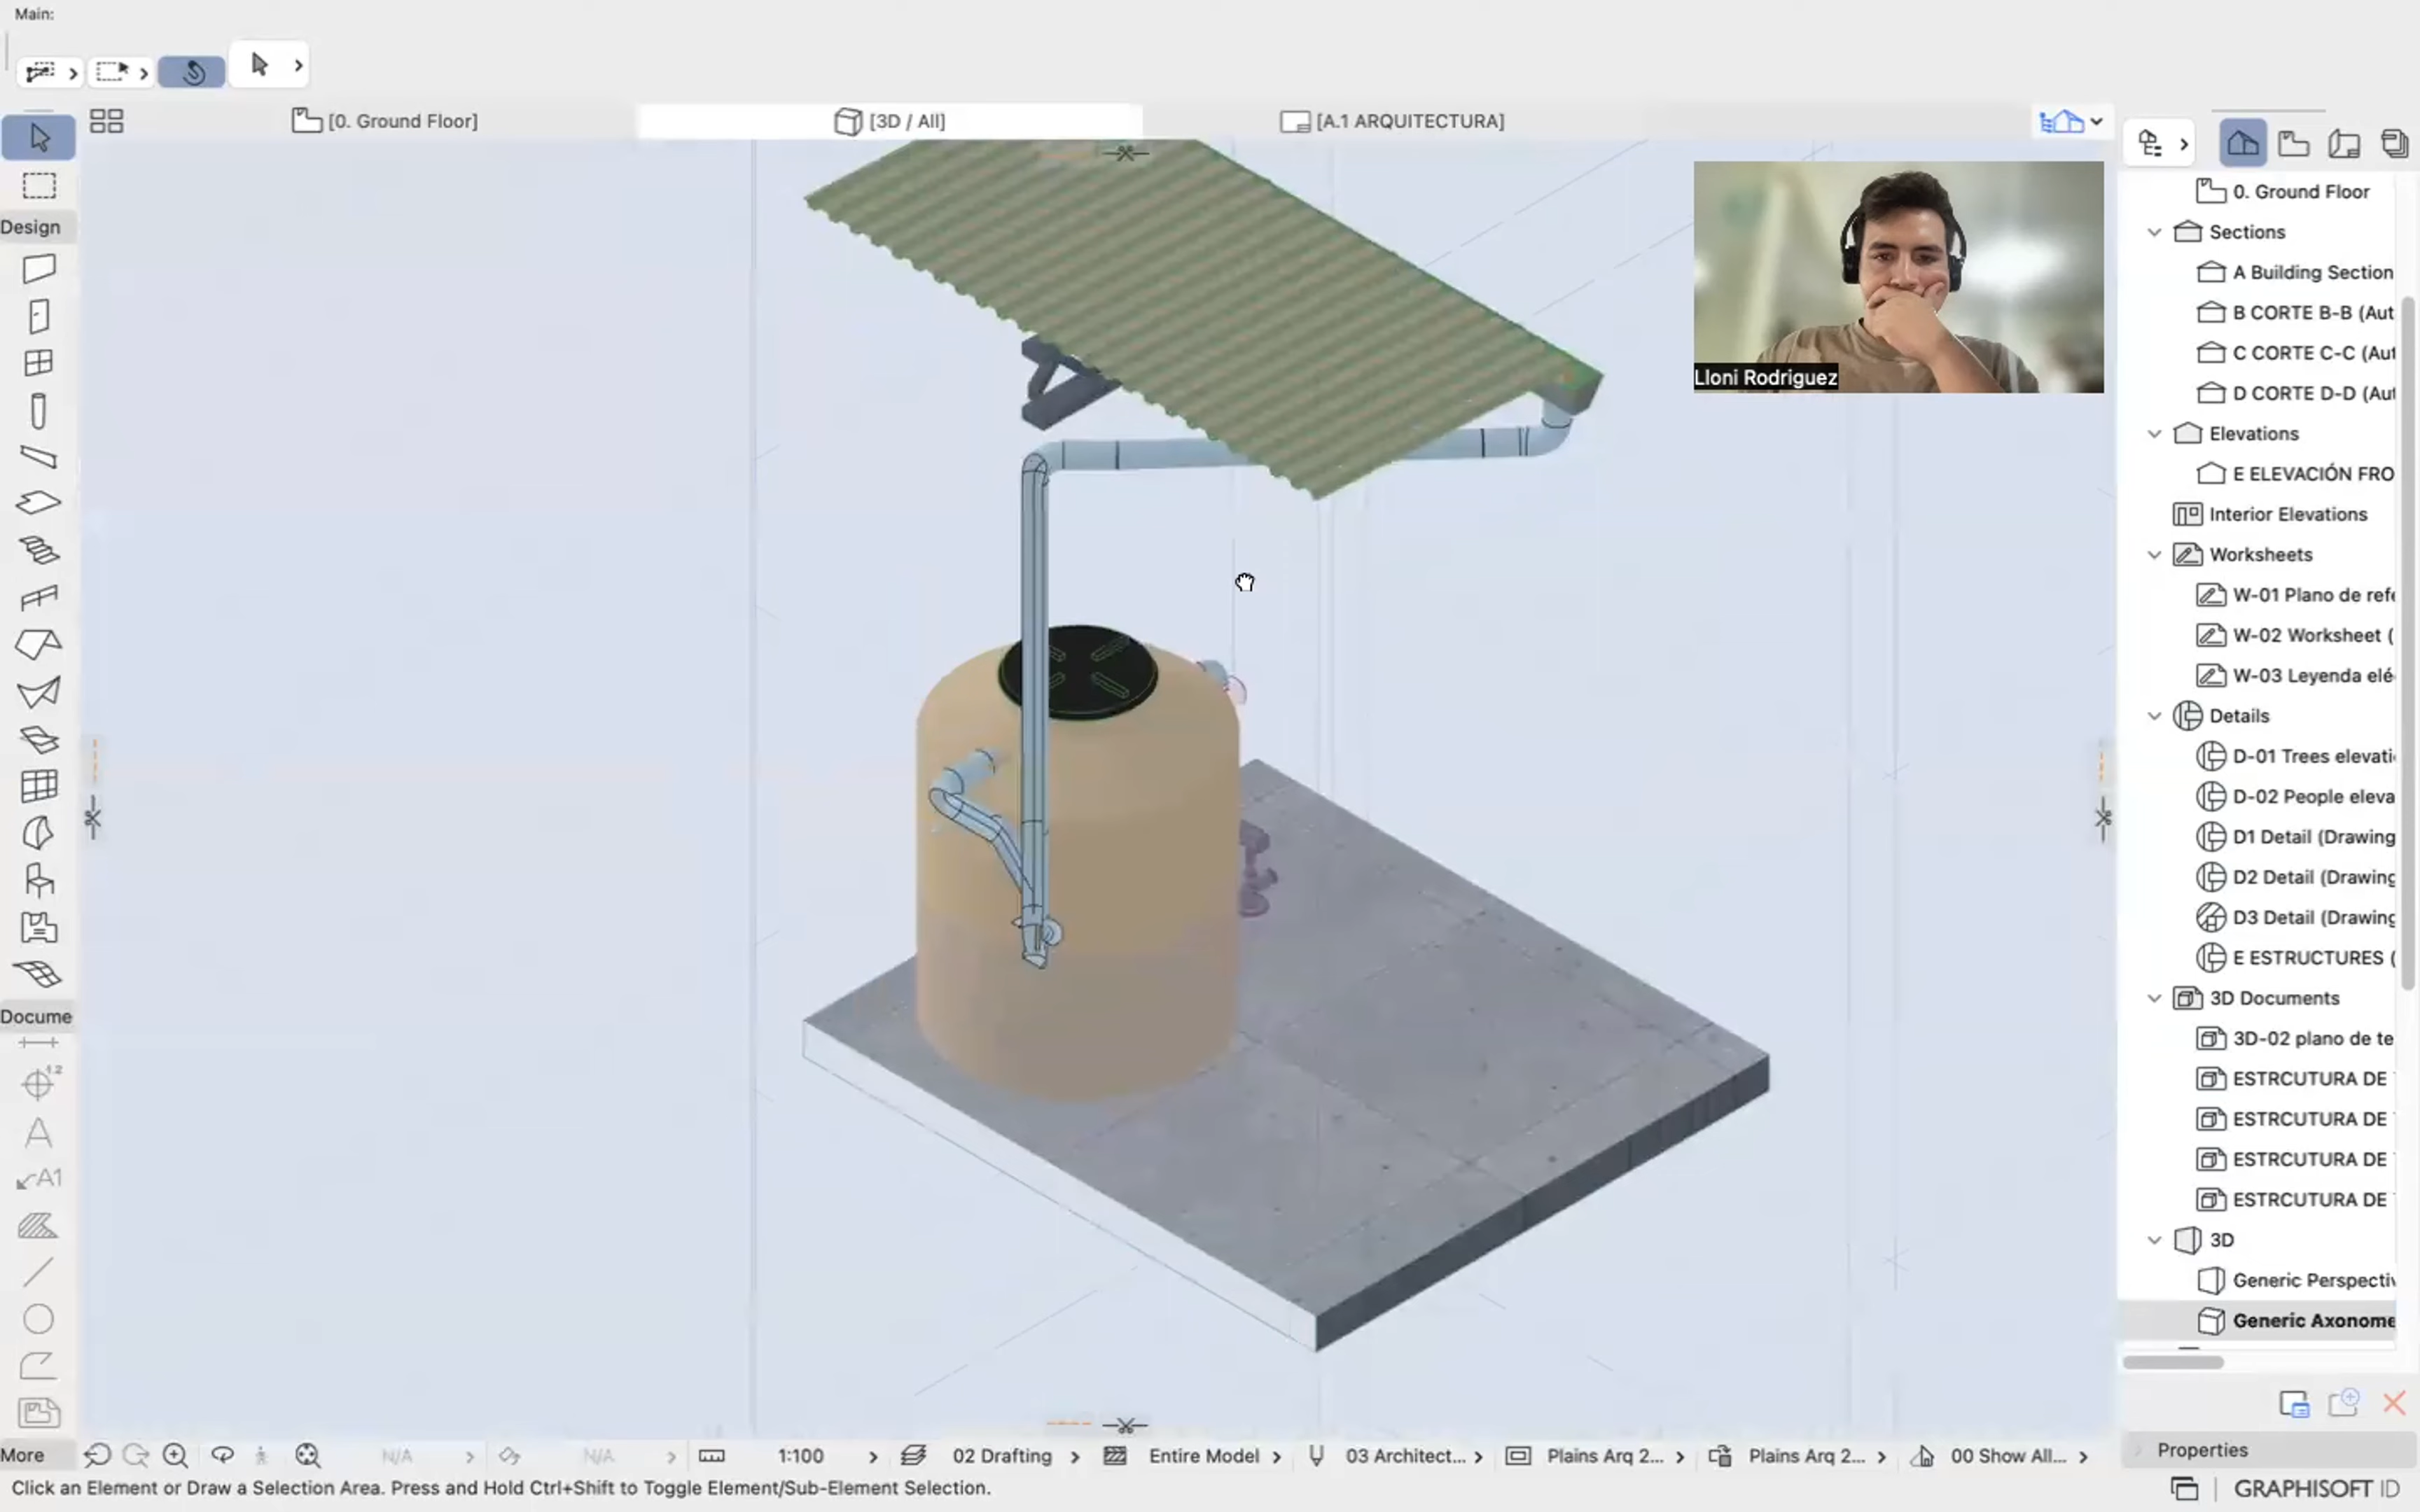 Main:
[0. Ground Floor]
[3D / All]
[A.1 ARQUITECTURA]
Design
Docume
1.2
A
A1
More
Lloni Rodriguez
0. Ground Floor
Sections
A Building Section
B CORTE B-B (Aut
C CORTE C-C (Aut
D CORTE D-D (Aut
Elevations
E ELEVACIÓN FRO
Interior Elevations
Worksheets
W-01 Plano de refe
W-02 Worksheet (
W-03 Leyenda elé
Details
D-01 Trees elevati
D-02 People eleva
D1 Detail (Drawing
D2 Detail (Drawing
D3 Detail (Drawing
E ESTRUCTURES (
3D Documents
3D-02 plano de te
ESTRCUTURA DE
ESTRCUTURA DE
ESTRCUTURA DE
ESTRCUTURA DE
3D
Generic Perspectiv
Generic Axonome
Properties
N/A
N/A
1:100
02 Drafting
Entire Model
03 Architect...
Plains Arq 2...
Plains Arq 2...
00 Show All...
Click an Element or Draw a Selection Area. Press and Hold Ctrl+Shift to Toggle Element/Sub-Element Selection.
GRAPHISOFT ID